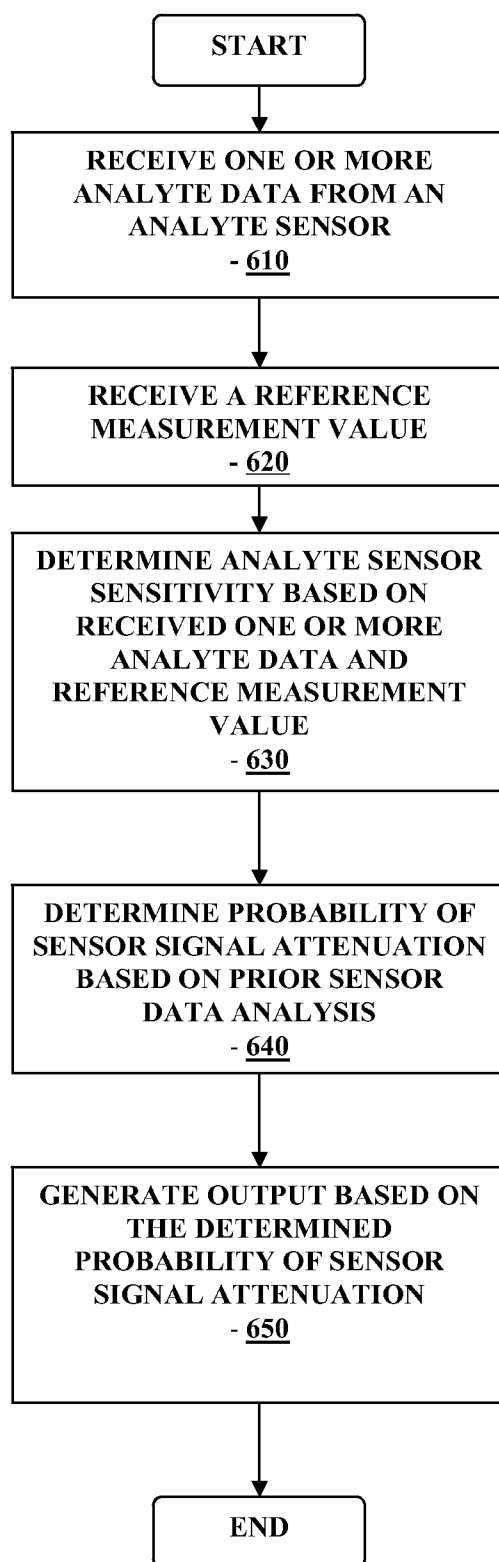 START
RECEIVE ONE OR MORE
ANALYTE DATA FROM AN
ANALYTE SENSOR
- 610
RECEIVE A REFERENCE
MEASUREMENT VALUE
- 620
DETERMINE ANALYTE SENSOR
SENSITIVITY BASED ON
RECEIVED ONE OR MORE
ANALYTE DATA AND
REFERENCE MEASUREMENT
VALUE
- 630
DETERMINE PROBABILITY OF
SENSOR SIGNAL ATTENUATION
BASED ON PRIOR SENSOR
DATA ANALYSIS
- 640
GENERATE OUTPUT BASED ON
THE DETERMINED
PROBABILITY OF SENSOR
SIGNAL ATTENUATION
- 650
END